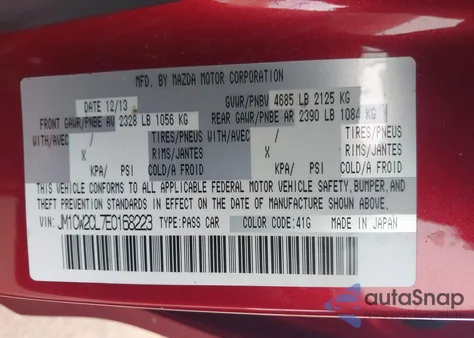 MFD. BY MAZDA MOTOR CORPORATION
DATE 12/13 GVWR/PNBV 4685 LB 2125 KG
FRONT GAWR/PNBE AV 2328 LB 1056 KG REAR GAWR/PNBE AR 2390 LB 1084 KG
WITH/AVEC / TIRES/PNEUS WITH/AVEC / TIRES/PNEUS
X RIMS/JANTES X RIMS/JANTES
KPA/ PSI COLD/A FROID KPA/ PSI COLD/A FROID
THIS VEHICLE CONFORMS TO ALL APPLICABLE FEDERAL MOTOR VEHICLE SAFETY, BUMPER, AND
THEFT PREVENTION STANDARDS IN EFFECT ON THE DATE OF MANUFACTURE SHOWN ABOVE.
VIN: JM1CW2CL7E0168223 TYPE: PASS CAR COLOR CODE: 41G MADE IN JAPAN
autoSnap